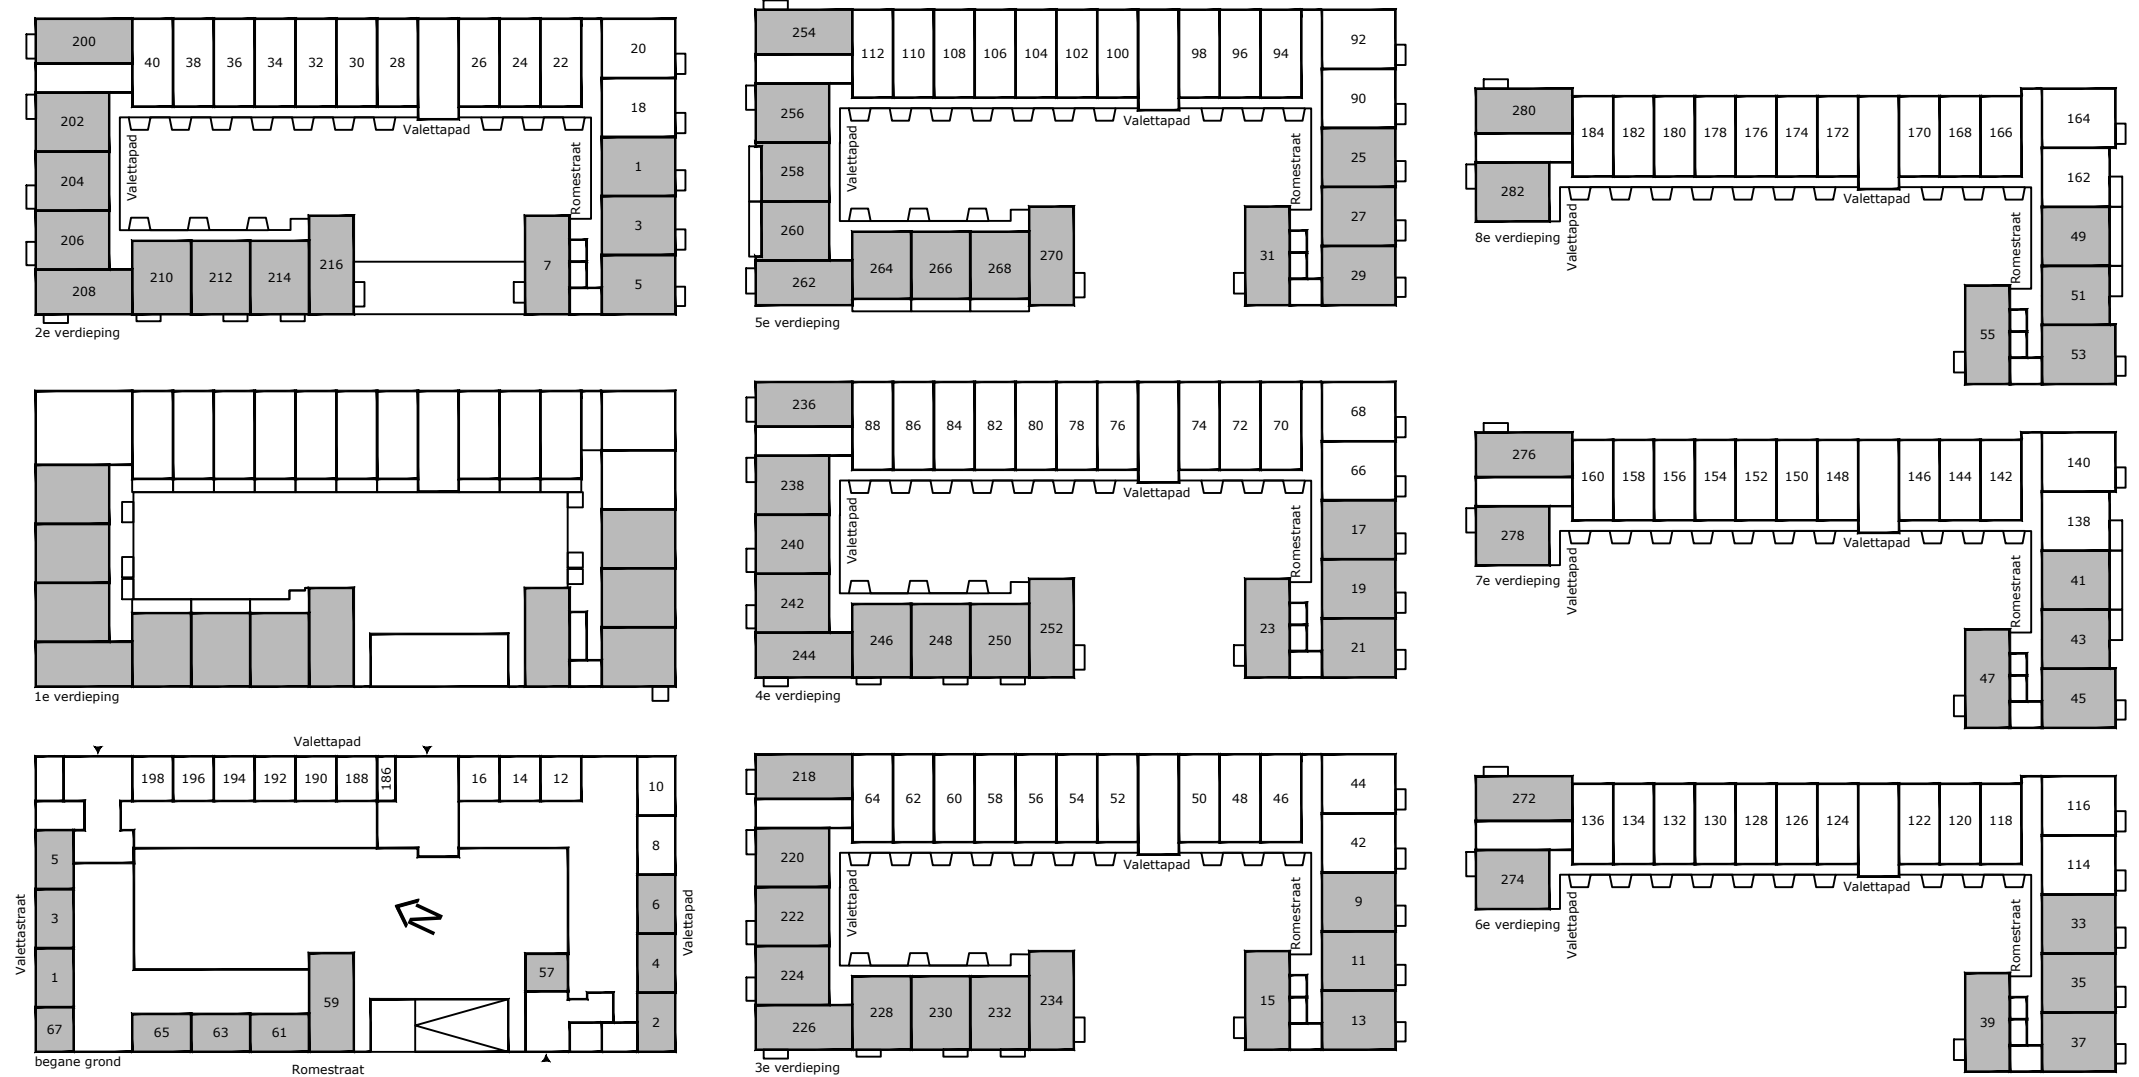 200
40 38 36 34 32 30 28 26 24 22
20
18
202
Valettapad
Valettapad
Romestraat
1
204
3
206
216
7
210 212 214
5
208
2e verdieping
1e verdieping
Valettapad
198 196 194 192 190 188 186 16 14 12
10
8
5
6
Valettastraat
3
Valettapad
1
4
57
59
67
65 63 61
2
begane grond
Romestraat
254
112 110 108 106 104 102 100 98 96 94
92
90
256
Valettapad
Valettapad
Romestraat
25
258
27
260
270
31
264 266 268
29
262
5e verdieping
236
88 86 84 82 80 78 76 74 72 70
68
66
238
Valettapad
Valettapad
Romestraat
17
240
19
242
252
23
246 248 250
21
244
4e verdieping
218
64 62 60 58 56 54 52 50 48 46
44
42
220
Valettapad
Valettapad
Romestraat
9
222
11
224
234
15
228 230 232
13
226
3e verdieping
280
184 182 180 178 176 174 172 170 168 166
164
162
282
Valettapad
Valettapad
Romestraat
8e verdieping
49
51
55
53
276
160 158 156 154 152 150 148 146 144 142
140
138
278
Valettapad
Valettapad
Romestraat
7e verdieping
41
43
47
45
272
136 134 132 130 128 126 124 122 120 118
116
114
274
Valettapad
Valettapad
Romestraat
6e verdieping
33
35
39
37